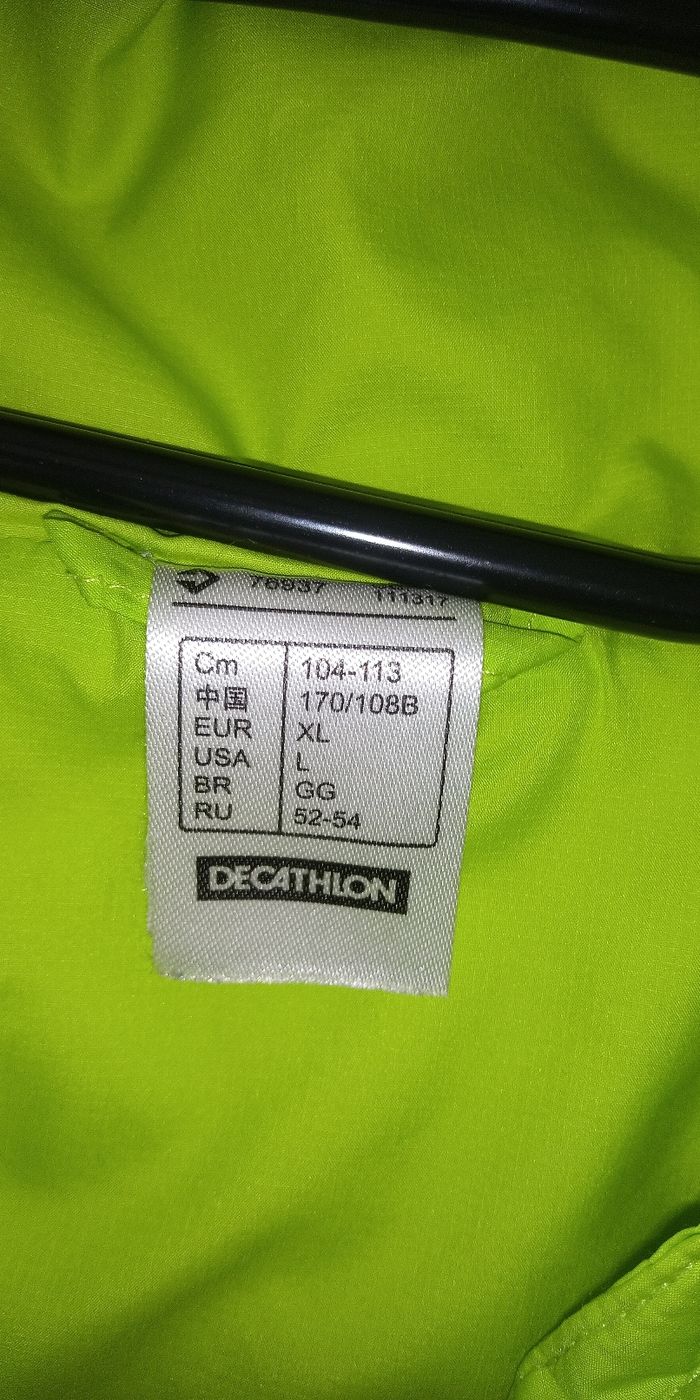 76937 111317
Cm 104-113
中国 170/108B
EUR XL
USA L
BR GG
RU 52-54
DECATHLON